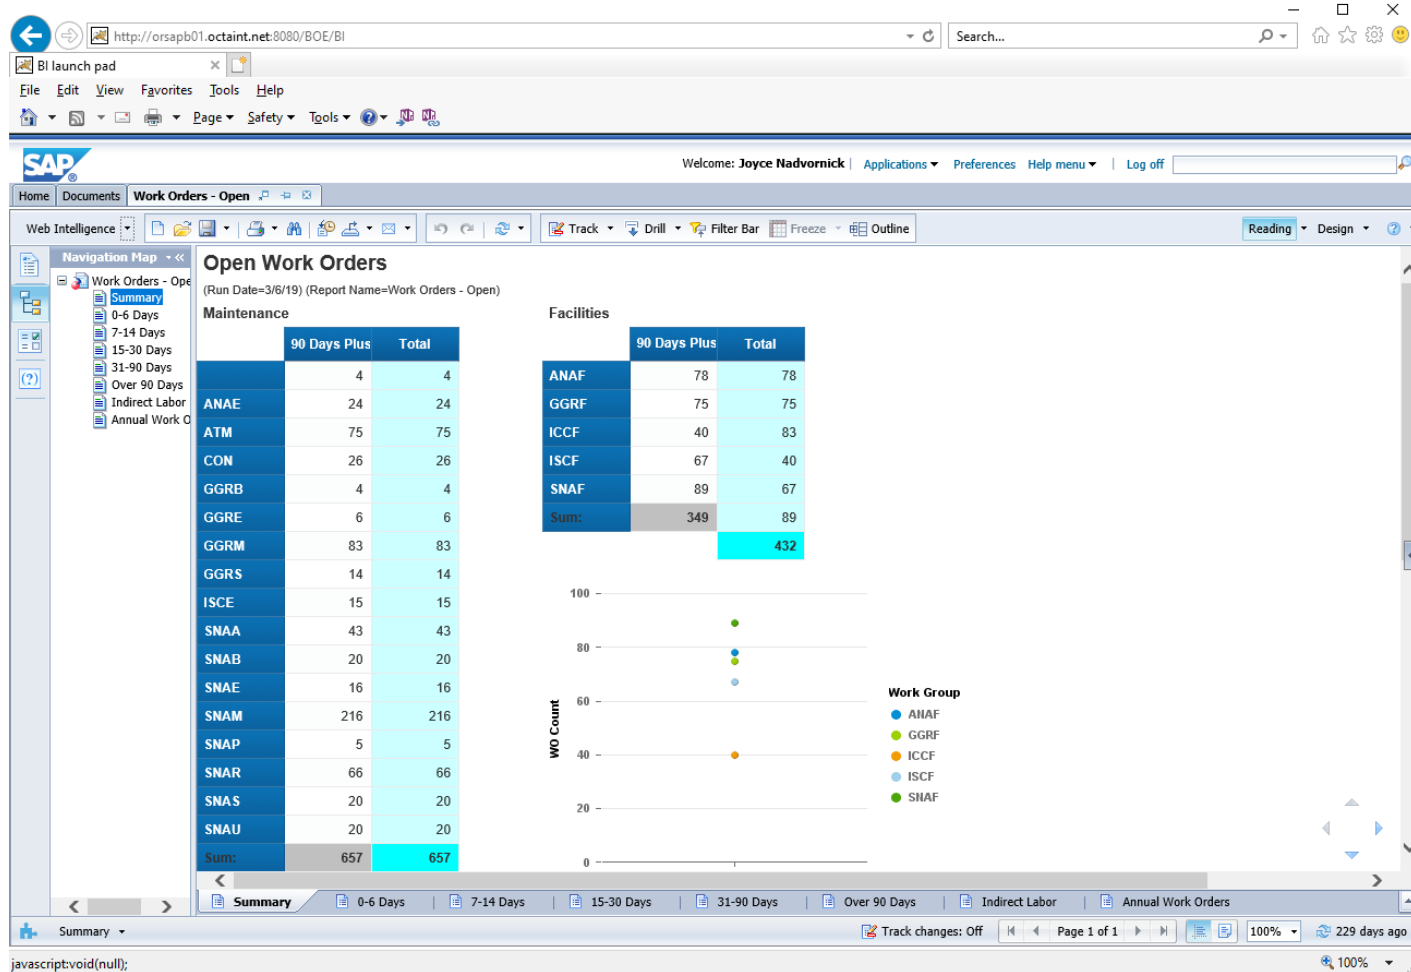 http://orsapb01.octaint.net:8080/BOE/BI
Search...
BI launch pad
File Edit View Favorites Tools Help
Page Safety Tools
SAP
Welcome: Joyce Nadvornick | Applications Preferences Help menu | Log off
Home Documents Work Orders - Open
Web Intelligence Track Drill Filter Bar Freeze Outline Reading Design
Navigation Map
Work Orders - Ope
Summary
0-6 Days
7-14 Days
15-30 Days
31-90 Days
Over 90 Days
Indirect Labor
Annual Work O
Open Work Orders
(Run Date=3/6/19) (Report Name=Work Orders - Open)
Maintenance
90 Days Plus Total
4 4
ANAE 24 24
ATM 75 75
CON 26 26
GGRB 4 4
GGRE 6 6
GGRM 83 83
GGRS 14 14
ISCE 15 15
SNAA 43 43
SNAB 20 20
SNAE 16 16
SNAM 216 216
SNAP 5 5
SNAR 66 66
SNAS 20 20
SNAU 20 20
Sum: 657 657
Facilities
90 Days Plus Total
ANAF 78 78
GGRF 75 75
ICCF 40 83
ISCF 67 40
SNAF 89 67
Sum: 349 89
432
100
80
60
40
20
0
WO Count
Work Group
ANAF
GGRF
ICCF
ISCF
SNAF
Summary 0-6 Days | 7-14 Days | 15-30 Days | 31-90 Days | Over 90 Days | Indirect Labor | Annual Work Orders
Summary Track changes: Off Page 1 of 1 100% 229 days ago
javascript:void(null); 100%